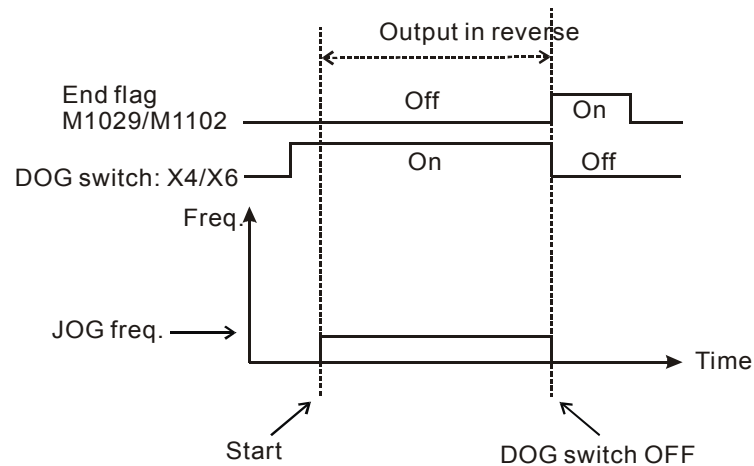 Output in reverse
End flag
M1029/M1102
Off
On
DOG switch: X4/X6
On
Off
Freq.
JOG freq.
Time
Start
DOG switch OFF